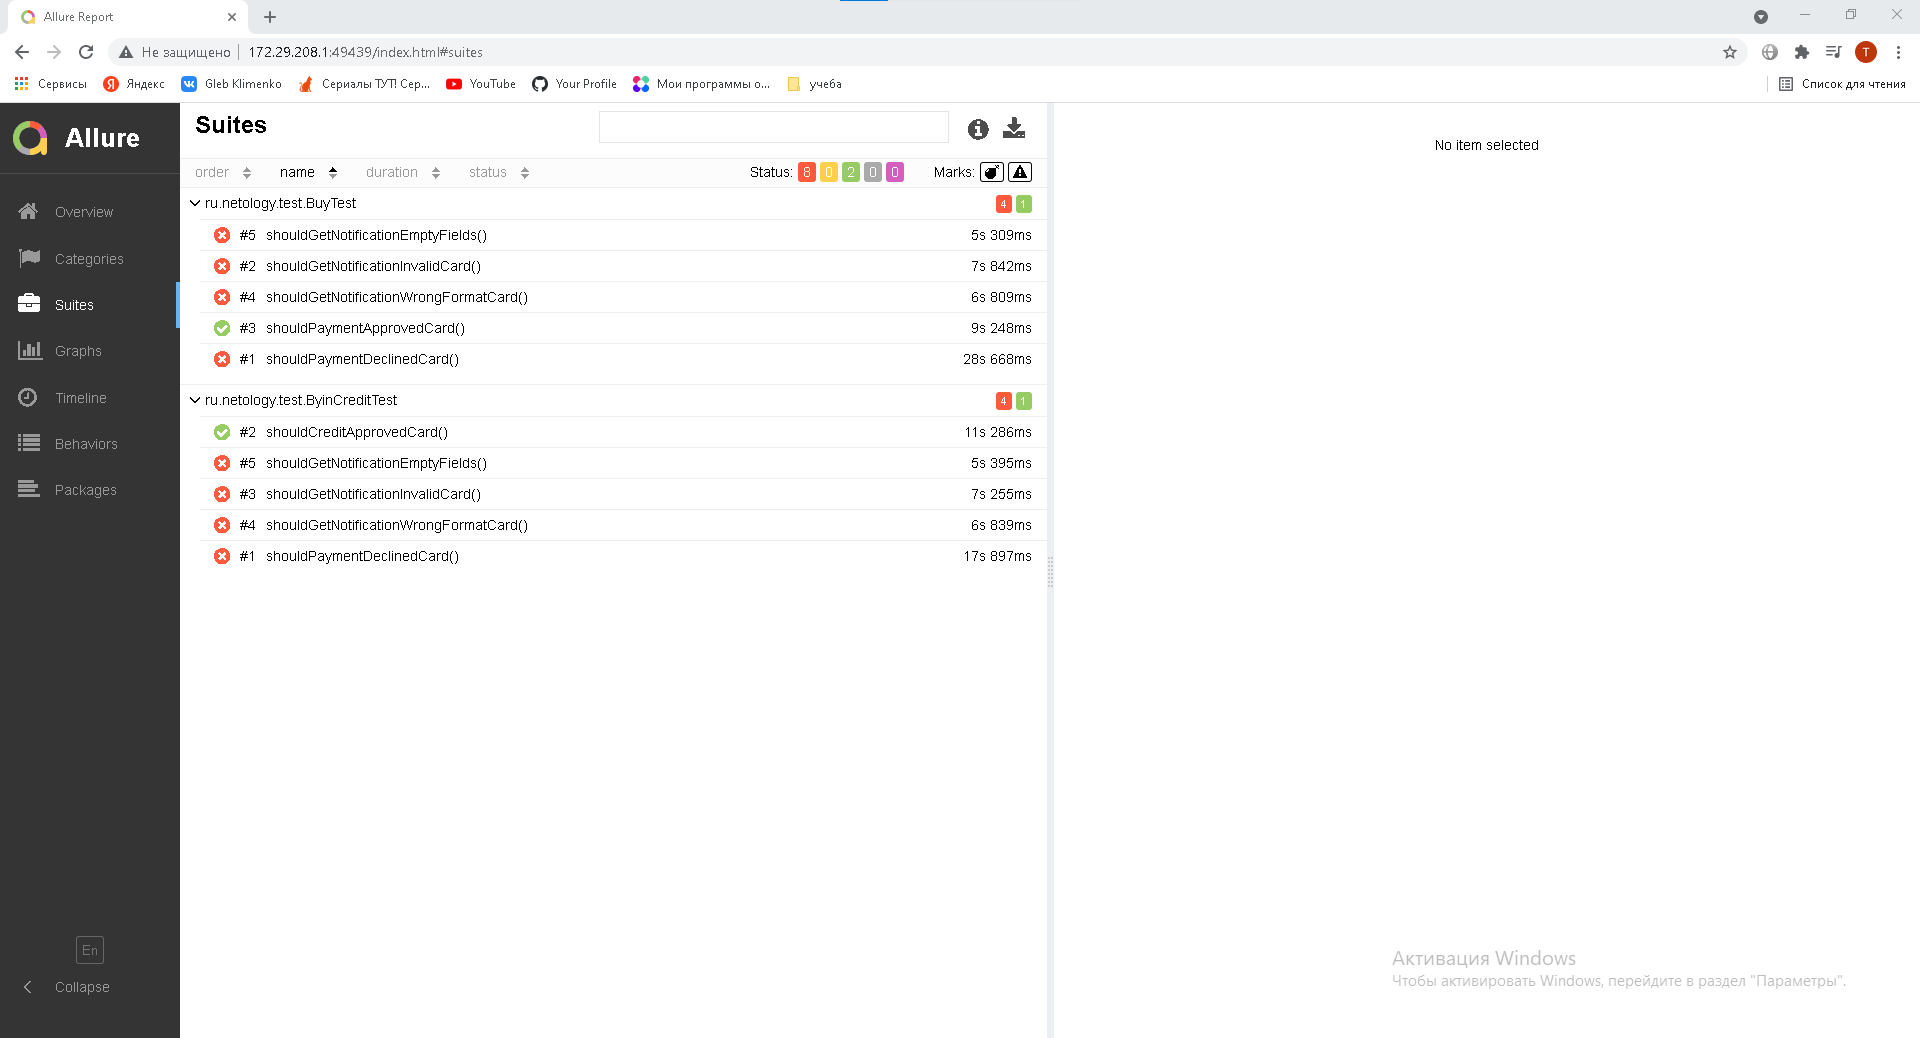 Allure Report
Не защищено 172.29.208.1:49439/index.html#suites
Сервисы Яндекс Gleb Klimenko Сериалы ТУТ! Сер... YouTube Your Profile Мои программы о... учеба Список для чтения
T
Allure
Overview
Categories
Suites
Graphs
Timeline
Behaviors
Packages
En
Collapse
Suites
order name duration status Status: 8 0 2 0 0 Marks:
ru.netology.test.BuyTest 4 1
#5 shouldGetNotificationEmptyFields() 5s 309ms
#2 shouldGetNotificationInvalidCard() 7s 842ms
#4 shouldGetNotificationWrongFormatCard() 6s 809ms
#3 shouldPaymentApprovedCard() 9s 248ms
#1 shouldPaymentDeclinedCard() 28s 668ms
ru.netology.test.ByinCreditTest 4 1
#2 shouldCreditApprovedCard() 11s 286ms
#5 shouldGetNotificationEmptyFields() 5s 395ms
#3 shouldGetNotificationInvalidCard() 7s 255ms
#4 shouldGetNotificationWrongFormatCard() 6s 839ms
#1 shouldPaymentDeclinedCard() 17s 897ms
No item selected
Активация Windows
Чтобы активировать Windows, перейдите в раздел "Параметры".